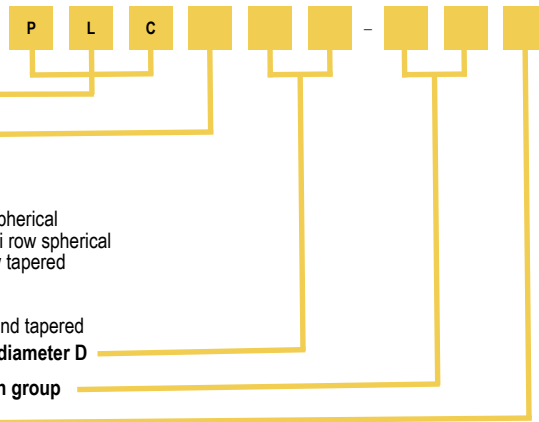 P L C –
pherical
i row spherical
tapered
nd tapered
diameter D
group